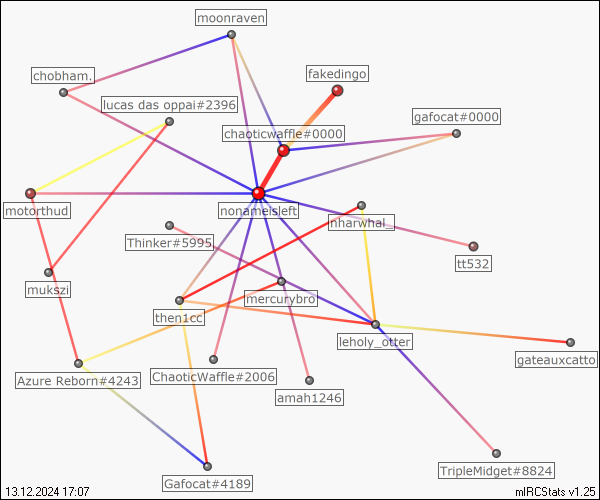 moonraven
fakedingo
chobham.
lucas das oppai#2396
gafocat#0000
chaoticwaffle#0000
motorthud
nonameisleft
nharwhal_
Thinker#5995
tt532
mukszi
mercurybro
then1cc
leholy_otter
gateauxcatto
Azure Reborn#4243
ChaoticWaffle#2006
amah1246
TripleMidget#8824
Gafocat#4189
13.12.2024 17:07
mIRCStats v1.25